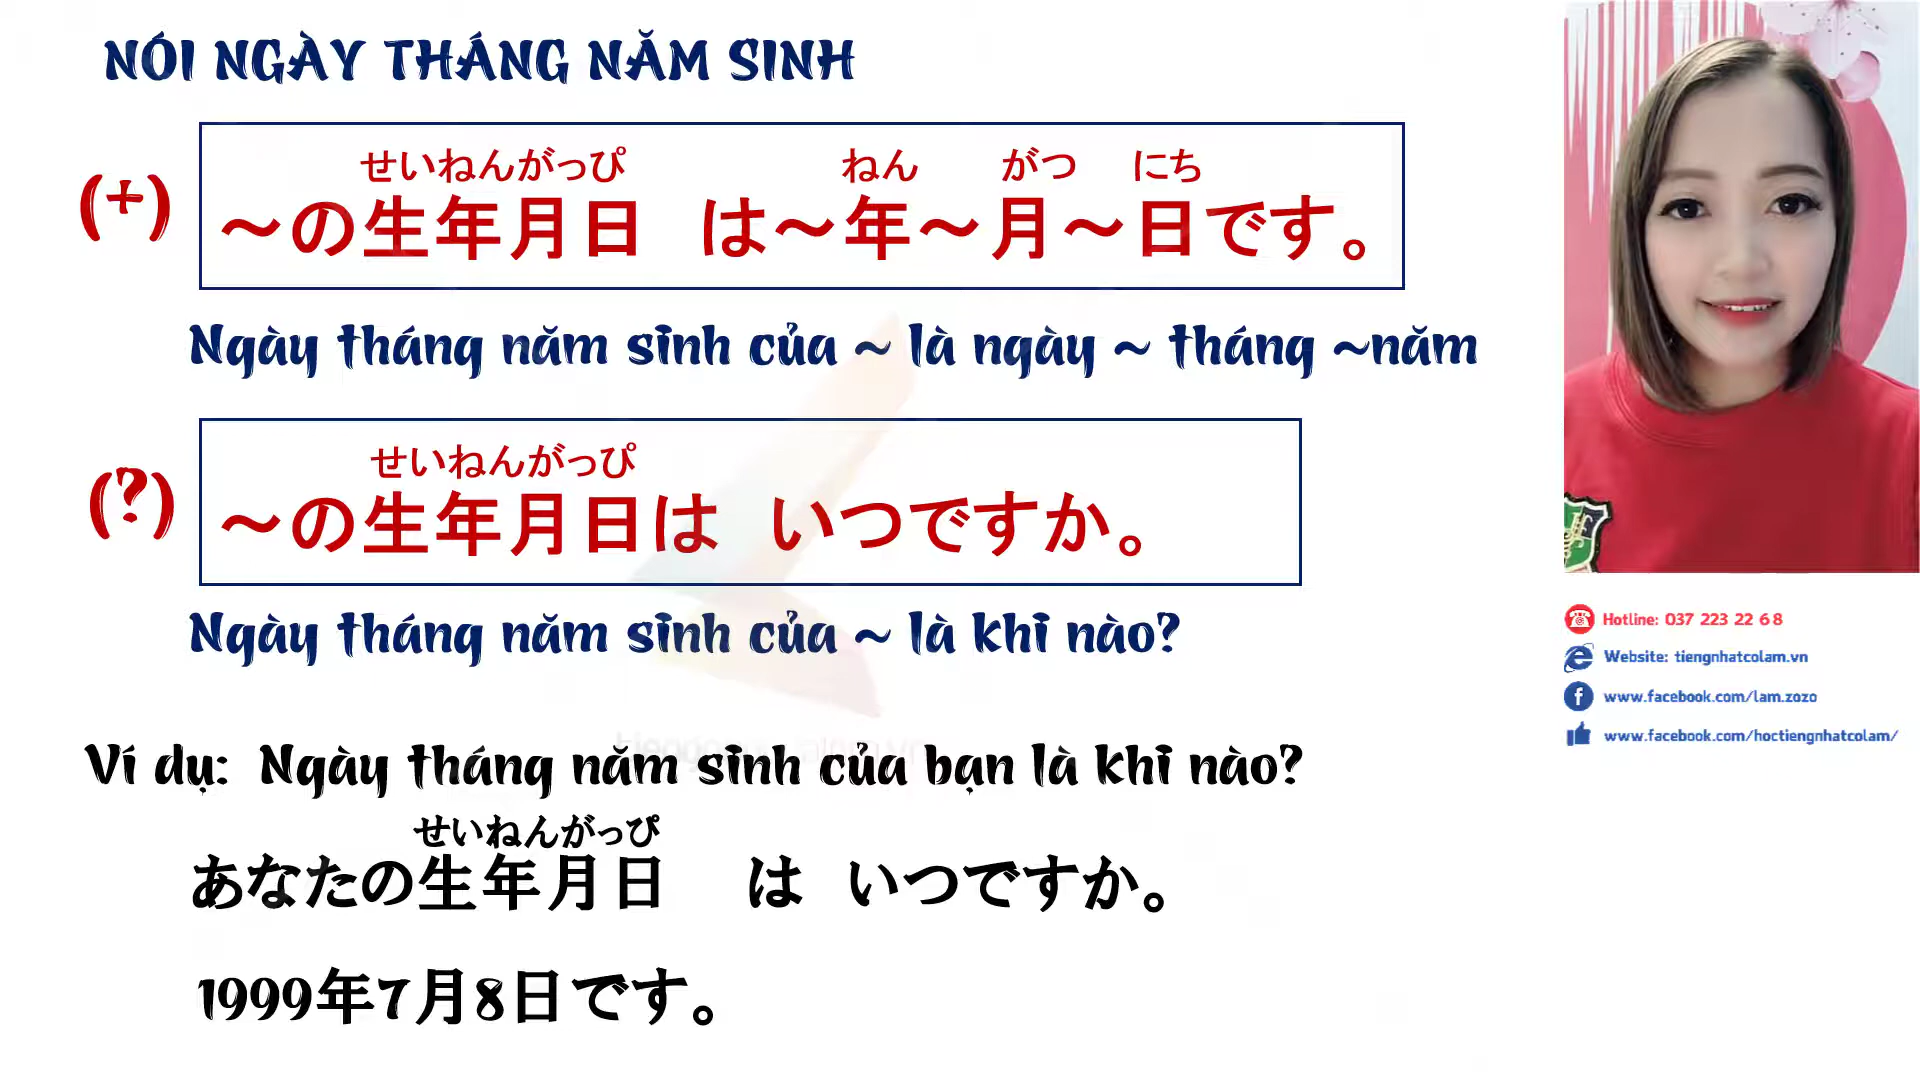 NÓI NGÀY THÁNG NĂM SINH
せいねんがっぴ ねん がつ にち
(+) ～の生年月日 は～年～月～日です。
Ngày tháng năm sinh của ~ là ngày ~ tháng ~năm
せいねんがっぴ
(?) ～の生年月日は いつですか。
Ngày tháng năm sinh của ~ là khi nào?
Ví dụ: Ngày tháng năm sinh của bạn là khi nào?
せいねんがっぴ
あなたの生年月日 は いつですか。
1999年7月8日です。
Hotline: 037 223 22 68
Website: tiengnhatcolam.vn
www.facebook.com/lam.zozo
www.facebook.com/hoctiengnhatcolam/